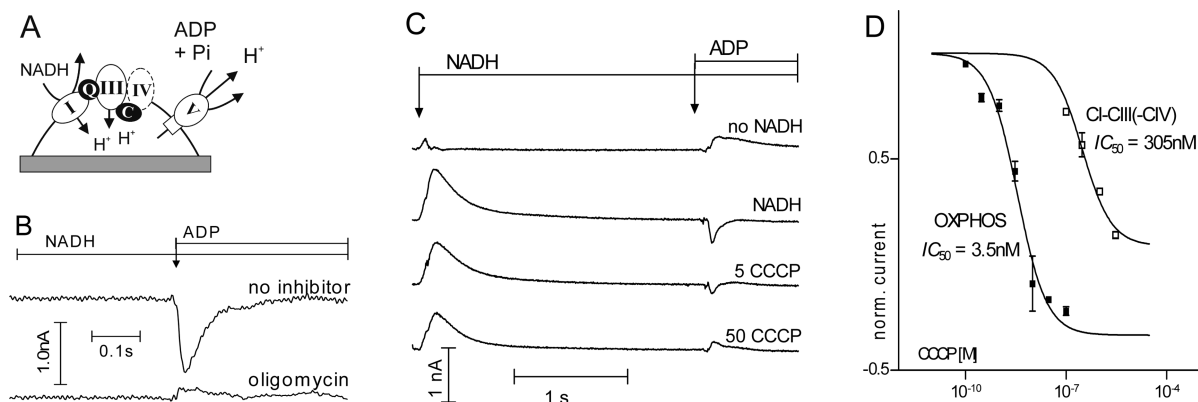 A
ADP
+ Pi
H+
NADH
I
Q
III
IV
C
V
H+ H+
B
NADH
ADP
no inhibitor
1.0nA
0.1s
oligomycin
C
NADH
ADP
no NADH
NADH
5 CCCP
50 CCCP
1 nA
1 s
D
0.5
-0.5
norm. current
CI-CIII(-CIV)
IC50 = 305nM
OXPHOS
IC50 = 3.5nM
CCCP[M]
10-10
10-7
10-4